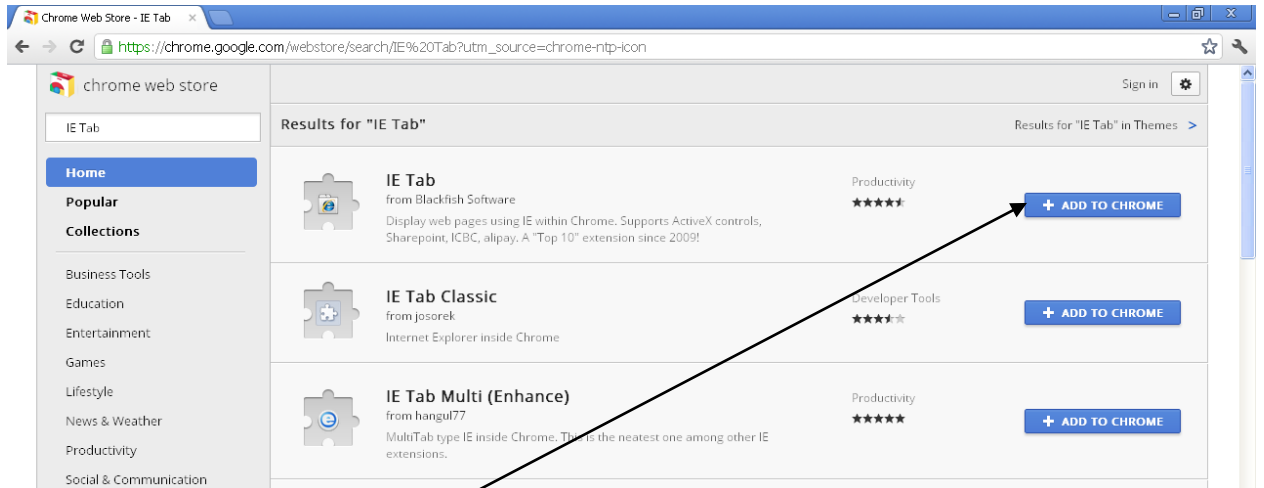 Chrome Web Store - IE Tab
https://chrome.google.com/webstore/search/IE%20Tab?utm_source=chrome-ntp-icon
chrome web store
Sign in
IE Tab
Results for "IE Tab"
Results for "IE Tab" in Themes >
Home
Popular
Collections
Business Tools
Education
Entertainment
Games
Lifestyle
News & Weather
Productivity
Social & Communication
IE Tab
from Blackfish Software
Display web pages using IE within Chrome. Supports ActiveX controls,
Sharepoint, ICBC, alipay. A "Top 10" extension since 2009!
Productivity
+ ADD TO CHROME
IE Tab Classic
from josorek
Internet Explorer inside Chrome
Developer Tools
+ ADD TO CHROME
IE Tab Multi (Enhance)
from hangul77
MultiTab type IE inside Chrome. This is the neatest one among other IE
extensions.
Productivity
+ ADD TO CHROME